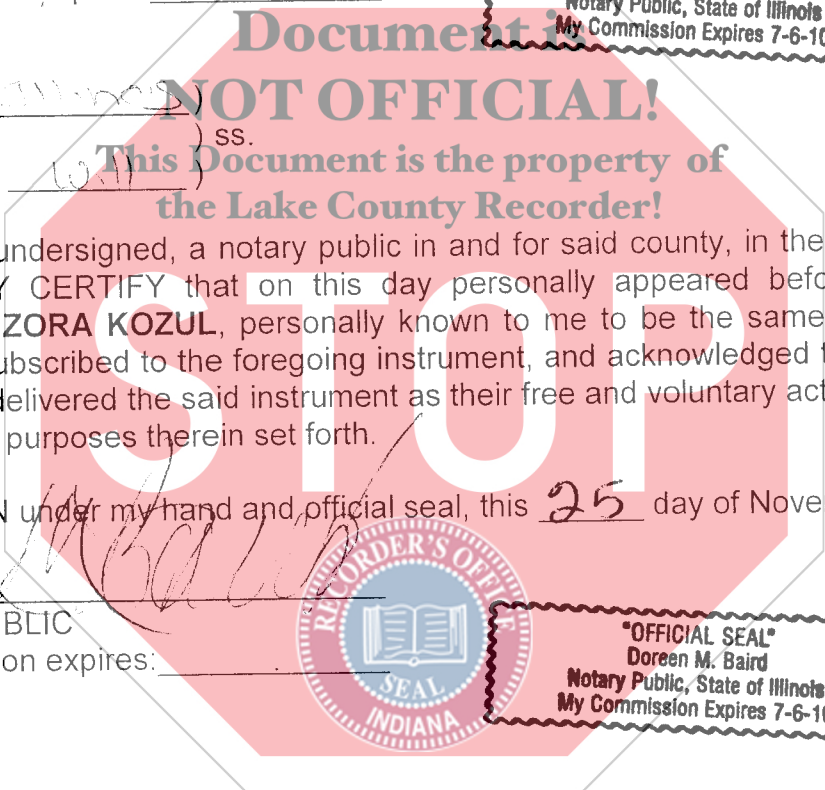 Notary Public, State of Illinois
My Commission Expires 7-6-10
Document is
NOT OFFICIAL!
This Document is the property of
the Lake County Recorder!
Illinois )
) ss.
Will )
undersigned, a notary public in and for said county, in the
Y CERTIFY that on this day personally appeared befo
ZORA KOZUL, personally known to me to be the same
ubscribed to the foregoing instrument, and acknowledged t
delivered the said instrument as their free and voluntary act
purposes therein set forth.
STOP
N under my hand and official seal, this 25 day of Nove
BLIC
on expires:
RECORDER'S OFFICE
SEAL
INDIANA
"OFFICIAL SEAL"
Doreen M. Baird
Notary Public, State of Illinois
My Commission Expires 7-6-10